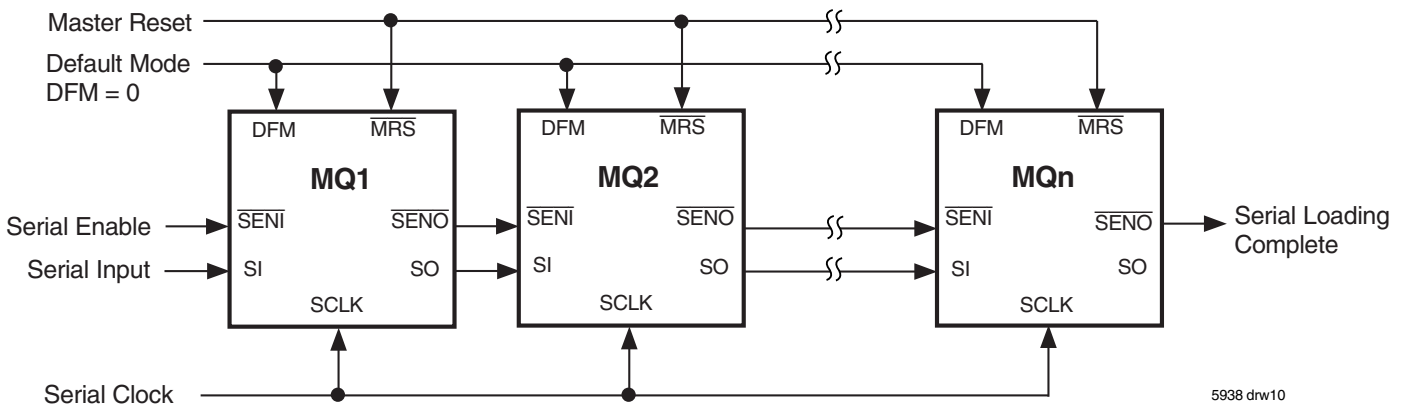 Master Reset
Default Mode
DFM = 0
DFM
MRS
DFM
MRS
DFM
MRS
MQ1
MQ2
MQn
Serial Enable
SENI
SENO
SENI
SENO
SENI
SENO
Serial Loading
Complete
Serial Input
SI
SO
SI
SO
SI
SO
SCLK
SCLK
SCLK
Serial Clock
5938 drw10